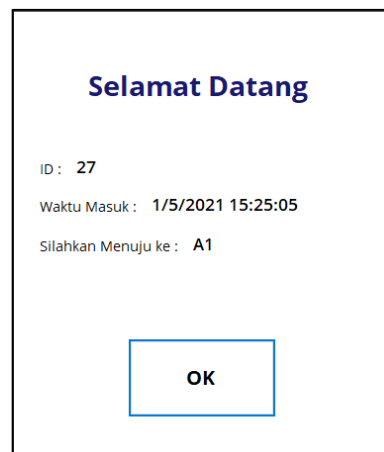 Selamat Datang
ID : 27
Waktu Masuk : 1/5/2021 15:25:05
Silahkan Menuju ke : A1
OK